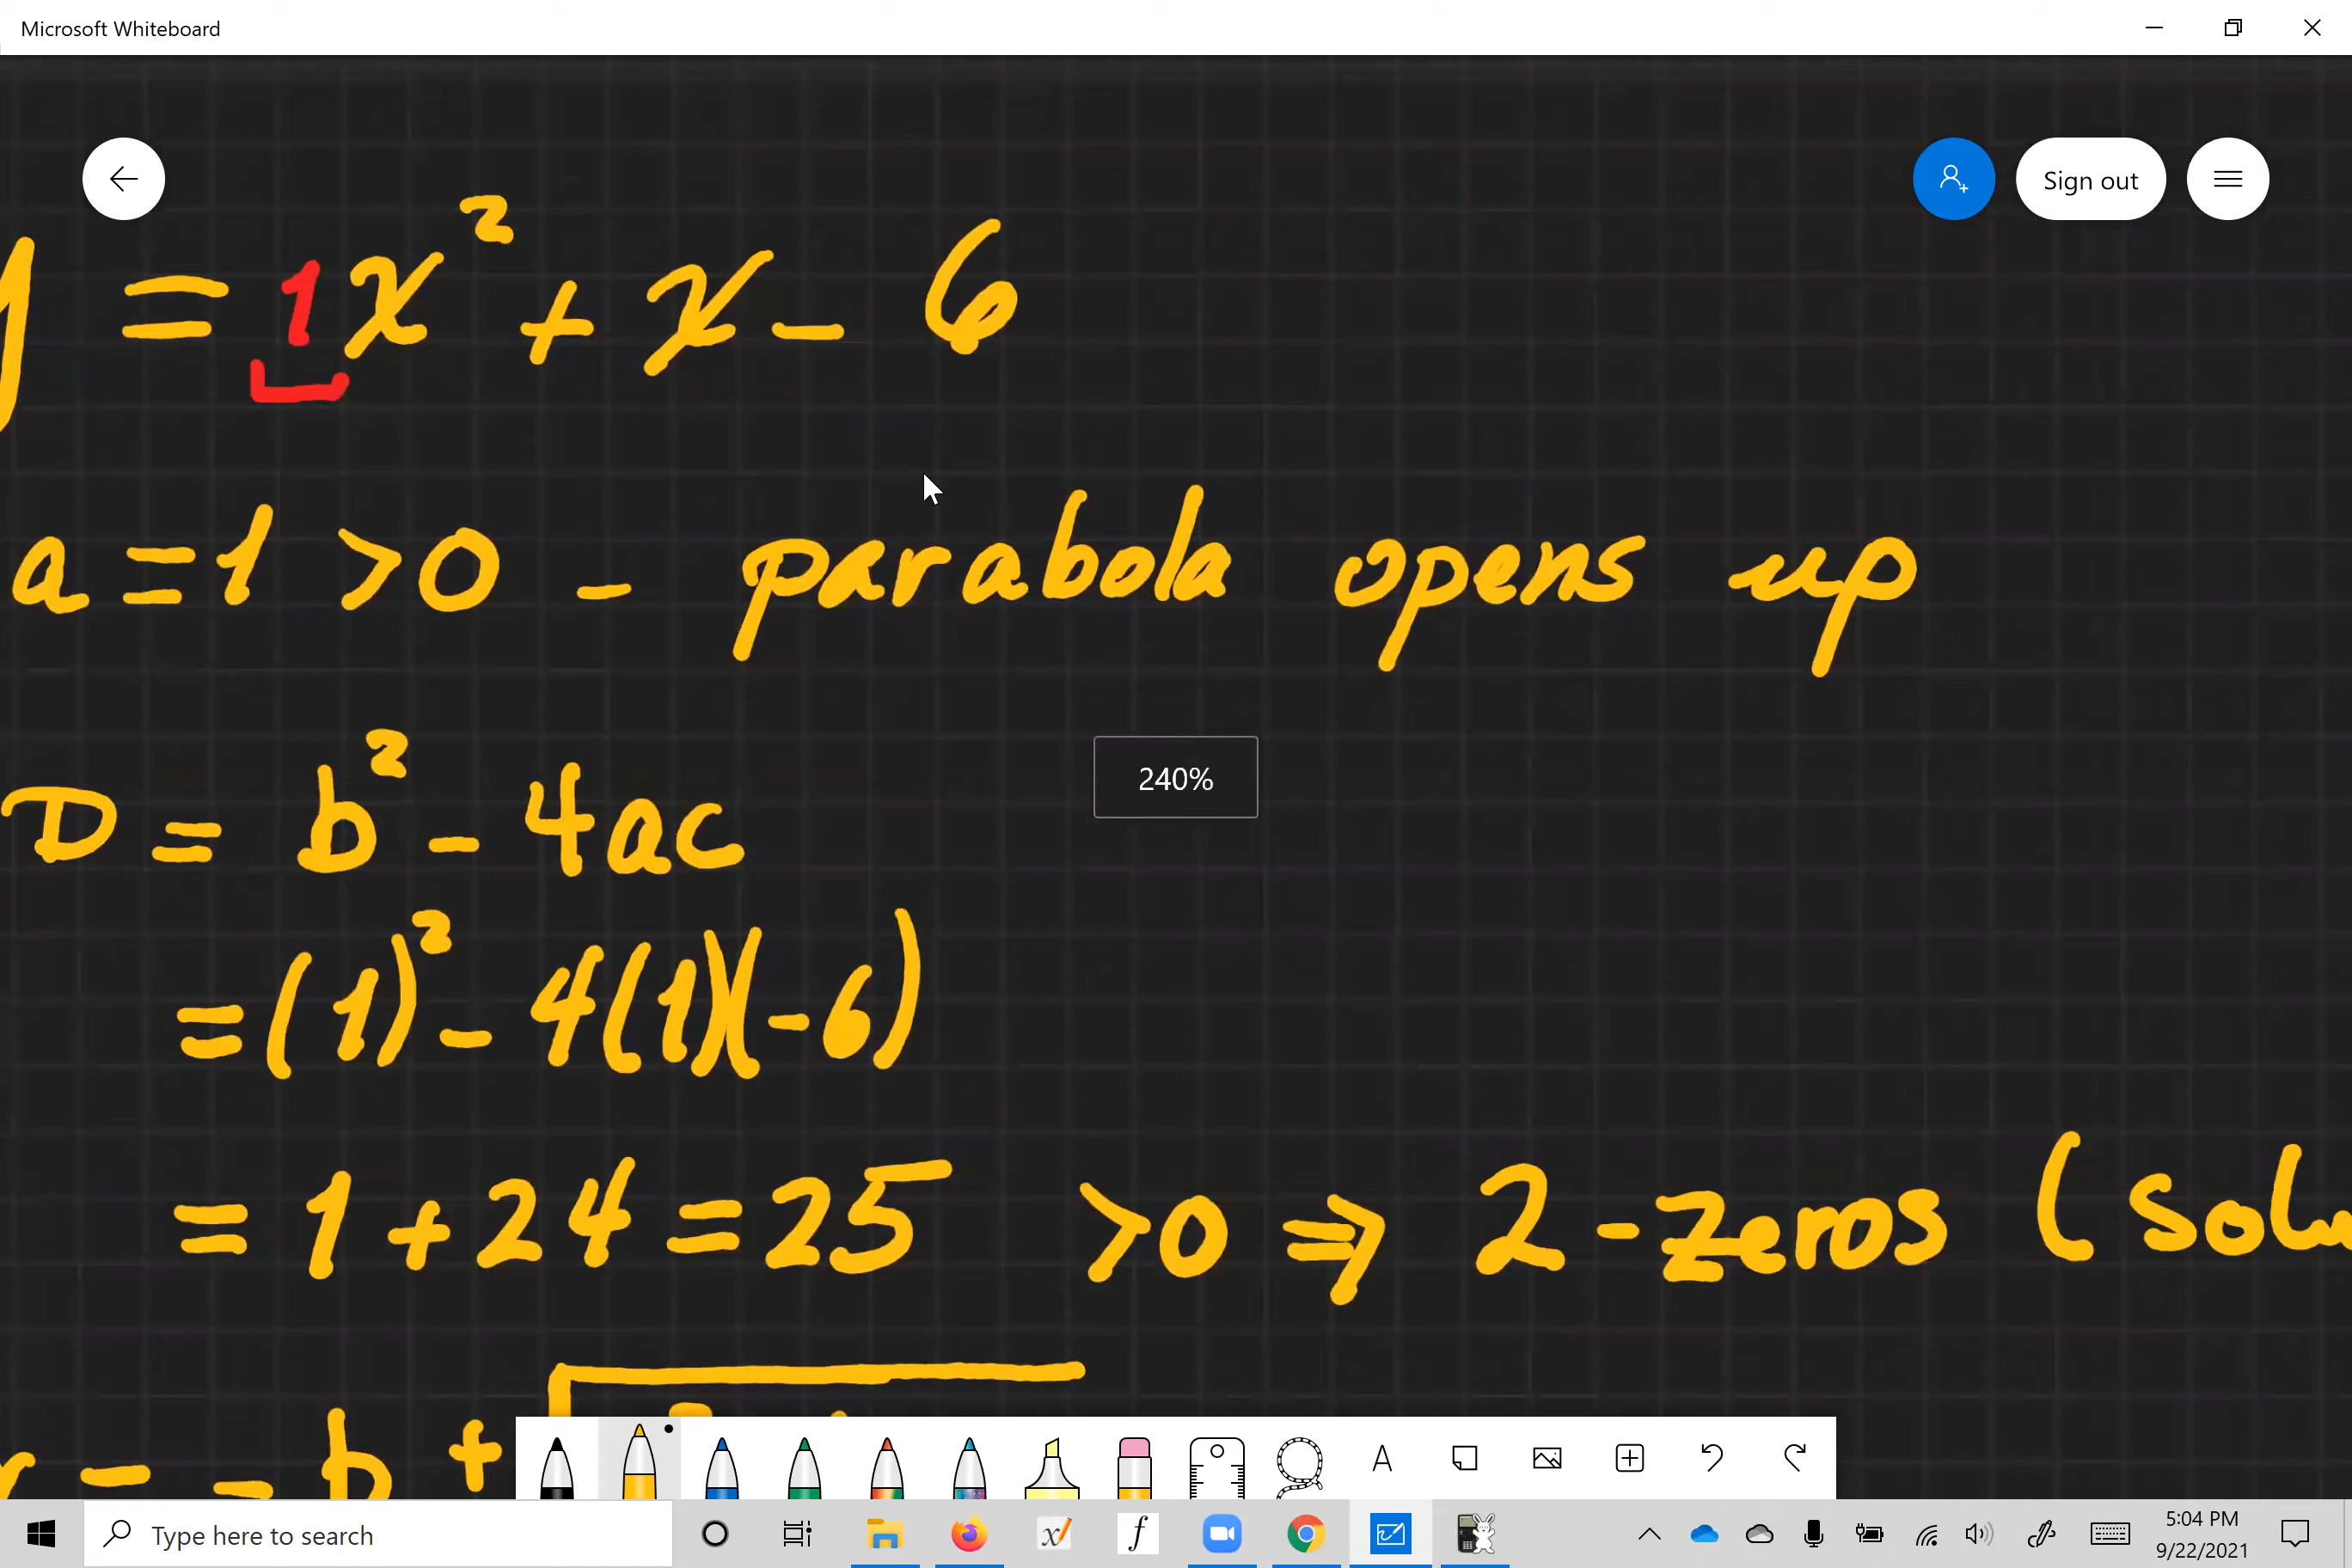 Microsoft Whiteboard
Sign out
y = 1x² + x - 6
a = 1 > 0 - parabola opens up
240%
D = b² - 4ac
= (1)² - 4(1)(-6)
= 1 + 24 = 25 > 0 ⇒ 2 - zeros (solu
- b +
Type here to search
5:04 PM
9/22/2021